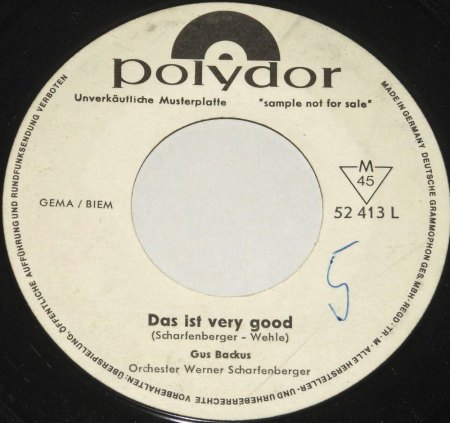 polydor
Unverkäufliche Musterplatte "sample not for sale"
GEMA / BIEM
M
45
52 413 L
5
Das ist very good
(Scharfenberger - Wehle)
Gus Backus
Orchester Werner Scharfenberger
MADE IN GERMANY DEUTSCHE GRAMMOPHON GES. MBH - REGD · TR · M · ALLE HERSTELLER - UND URHEBERRECHTE VORBEHALTEN · ÜBERSPIELUNG, ÖFFENTLICHE AUFFÜHRUNG UND RUNDFUNKSENDUNG VERBOTEN